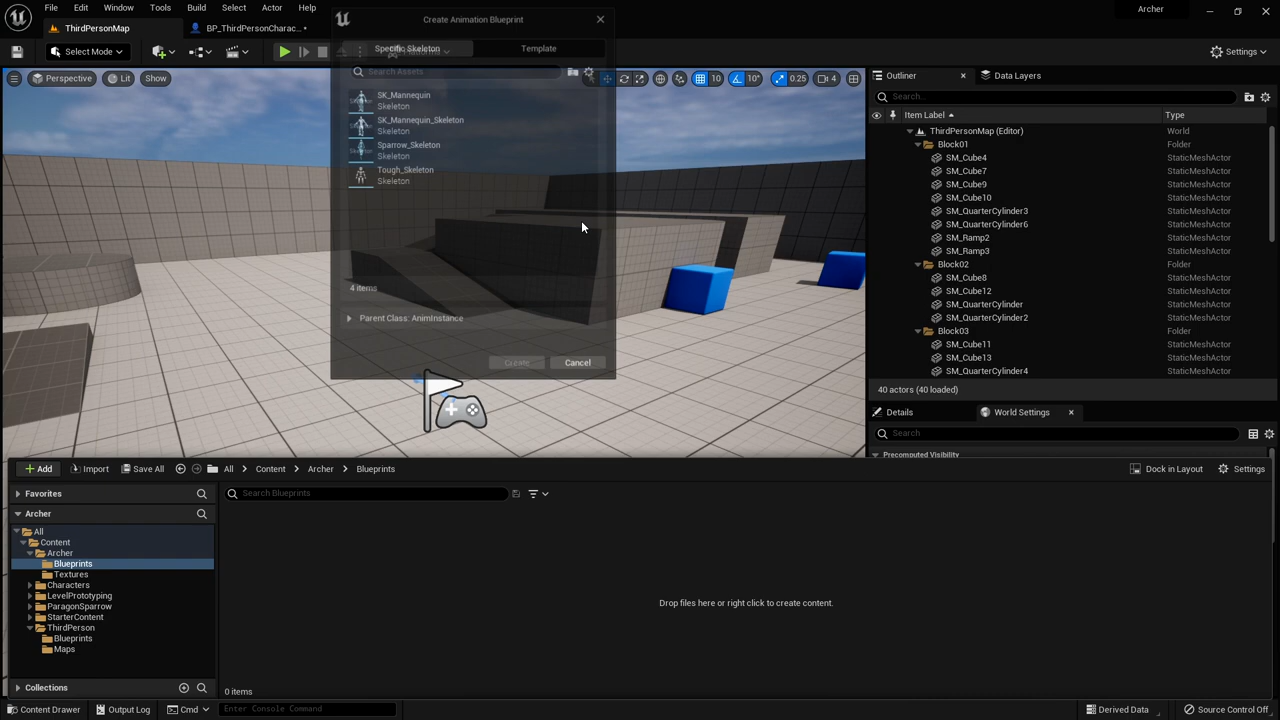 File Edit Window Tools Build Select Actor Help
Create Animation Blueprint
Archer
ThirdPersonMap
BP_ThirdPersonCharac...
Select Mode
Settings
Specific Skeleton
Template
Search Assets
Perspective
Lit
Show
10
10°
0.25
4
SK_Mannequin
Skeleton
SK_Mannequin_Skeleton
Skeleton
Sparrow_Skeleton
Skeleton
Tough_Skeleton
Skeleton
4 items
Parent Class: AnimInstance
Create
Cancel
Outliner
Data Layers
Search...
Item Label
Type
ThirdPersonMap (Editor) World
Block01 Folder
SM_Cube4 StaticMeshActor
SM_Cube7 StaticMeshActor
SM_Cube9 StaticMeshActor
SM_Cube10 StaticMeshActor
SM_QuarterCylinder3 StaticMeshActor
SM_QuarterCylinder6 StaticMeshActor
SM_Ramp2 StaticMeshActor
SM_Ramp3 StaticMeshActor
Block02 Folder
SM_Cube8 StaticMeshActor
SM_Cube12 StaticMeshActor
SM_QuarterCylinder StaticMeshActor
SM_QuarterCylinder2 StaticMeshActor
Block03 Folder
SM_Cube11 StaticMeshActor
SM_Cube13 StaticMeshActor
SM_QuarterCylinder4 StaticMeshActor
40 actors (40 loaded)
Details
World Settings
Search
Precomputed Visibility
Add
Import
Save All
All
Content
Archer
Blueprints
Dock in Layout
Settings
Favorites
Search Blueprints
Archer
All
Content
Archer
Blueprints
Textures
Characters
LevelPrototyping
ParagonSparrow
StarterContent
ThirdPerson
Blueprints
Maps
Drop files here or right click to create content.
Collections
0 items
Content Drawer
Output Log
Cmd
Enter Console Command
Derived Data
Source Control Off